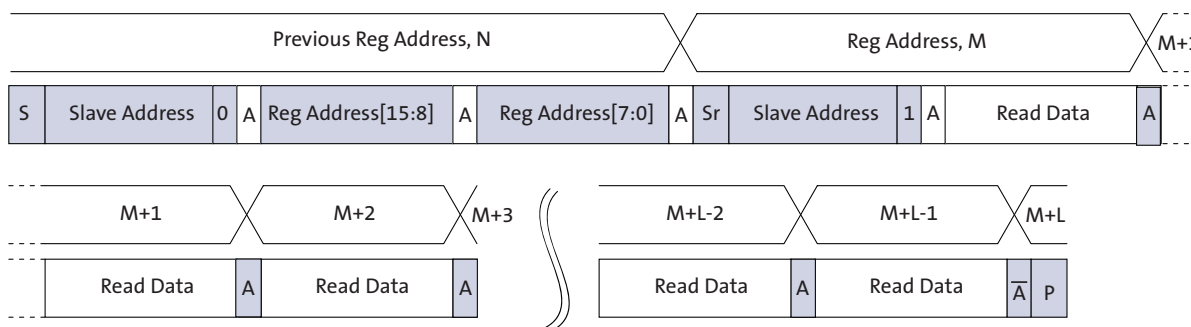 Previous Reg Address, N Reg Address, M M+1
S Slave Address 0 A Reg Address[15:8] A Reg Address[7:0] A Sr Slave Address 1 A Read Data A
M+1 M+2 M+3 M+L-2 M+L-1 M+L
Read Data A Read Data A Read Data A Read Data A̅ P